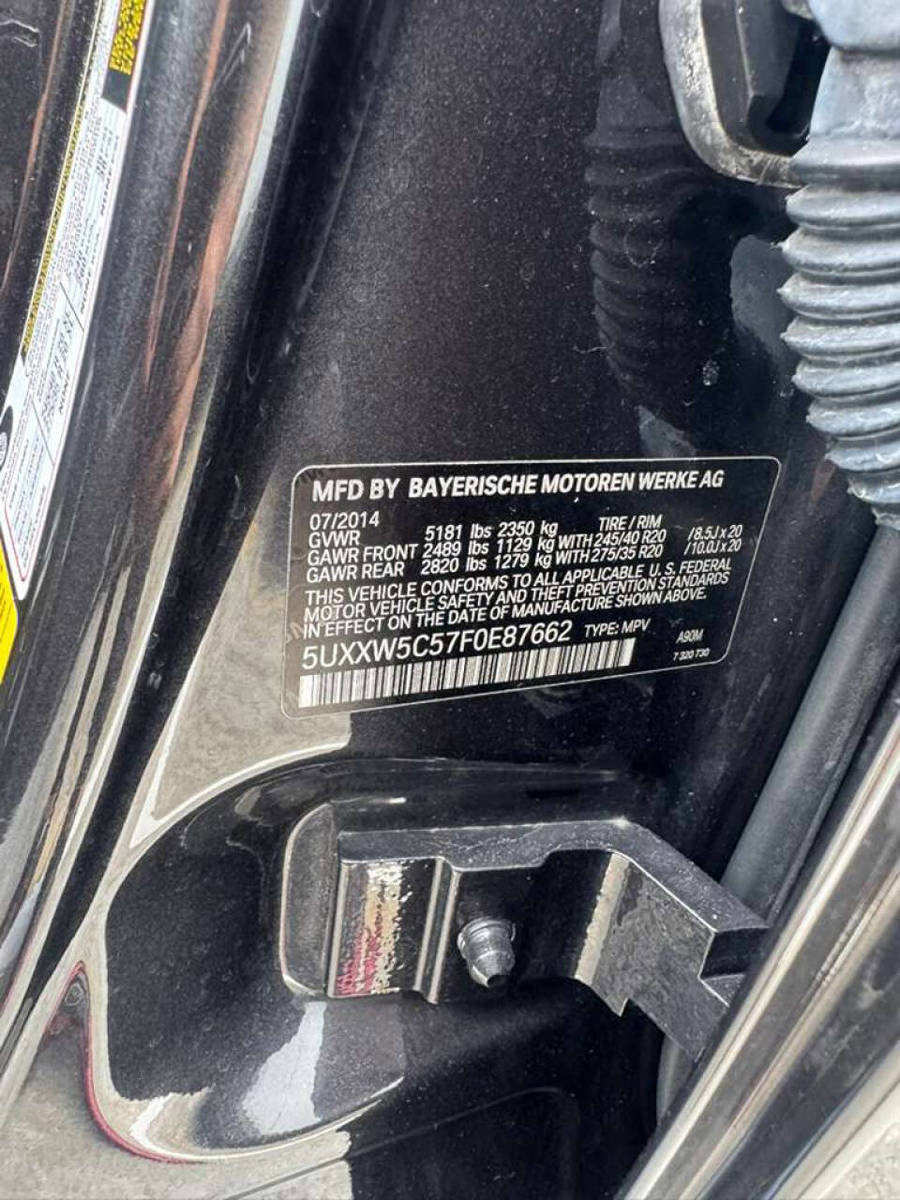 MFD BY BAYERISCHE MOTOREN WERKE AG
07/2014 TIRE / RIM
GVWR 5181 lbs 2350 kg
GAWR FRONT 2489 lbs 1129 kg WITH 245/40 R20 /8.5J x 20
GAWR REAR 2820 lbs 1279 kg WITH 275/35 R20 /10.0J x 20
THIS VEHICLE CONFORMS TO ALL APPLICABLE U. S. FEDERAL
MOTOR VEHICLE SAFETY AND THEFT PREVENTION STANDARDS
IN EFFECT ON THE DATE OF MANUFACTURE SHOWN ABOVE.
5UXXW5C57F0E87662 TYPE: MPV A90M
7 320 730